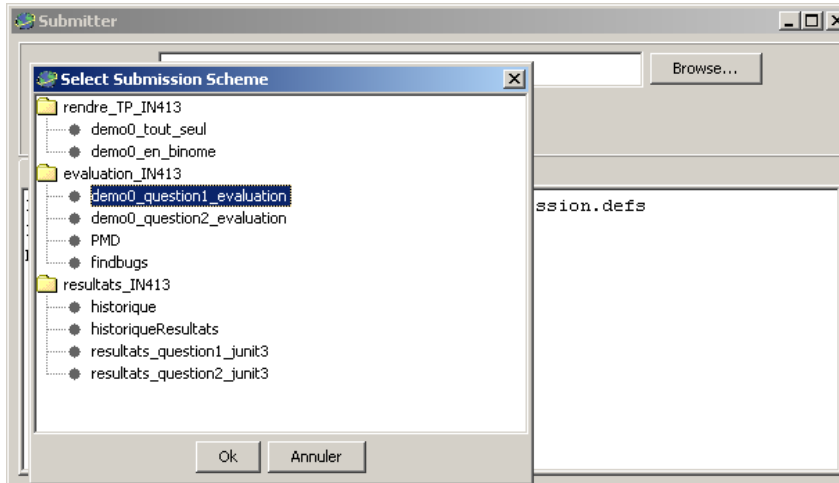 Submitter
Browse...
Select Submission Scheme
rendre_TP_IN413
demo0_tout_seul
demo0_en_binome
evaluation_IN413
demo0_question1_evaluation
demo0_question2_evaluation
PMD
findbugs
resultats_IN413
historique
historiqueResultats
resultats_question1_junit3
resultats_question2_junit3
Ok
Annuler
ssion.defs